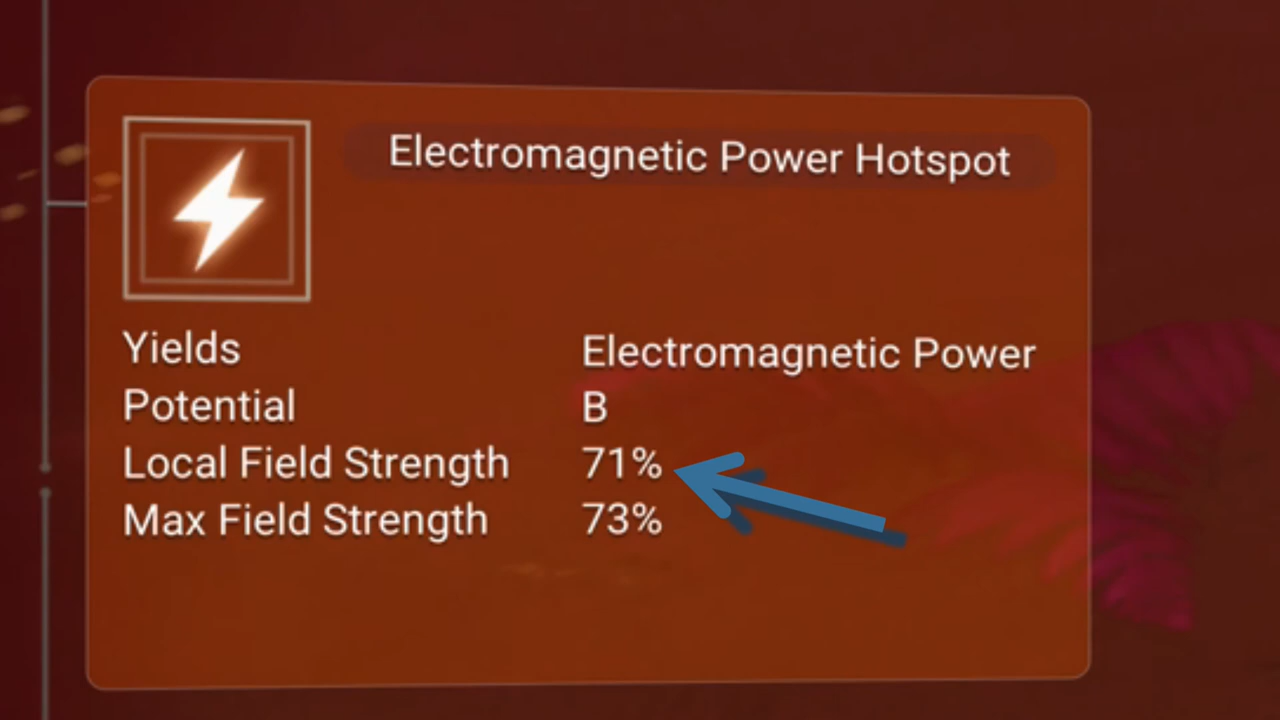 Electromagnetic Power Hotspot
Yields Electromagnetic Power
Potential B
Local Field Strength 71%
Max Field Strength 73%